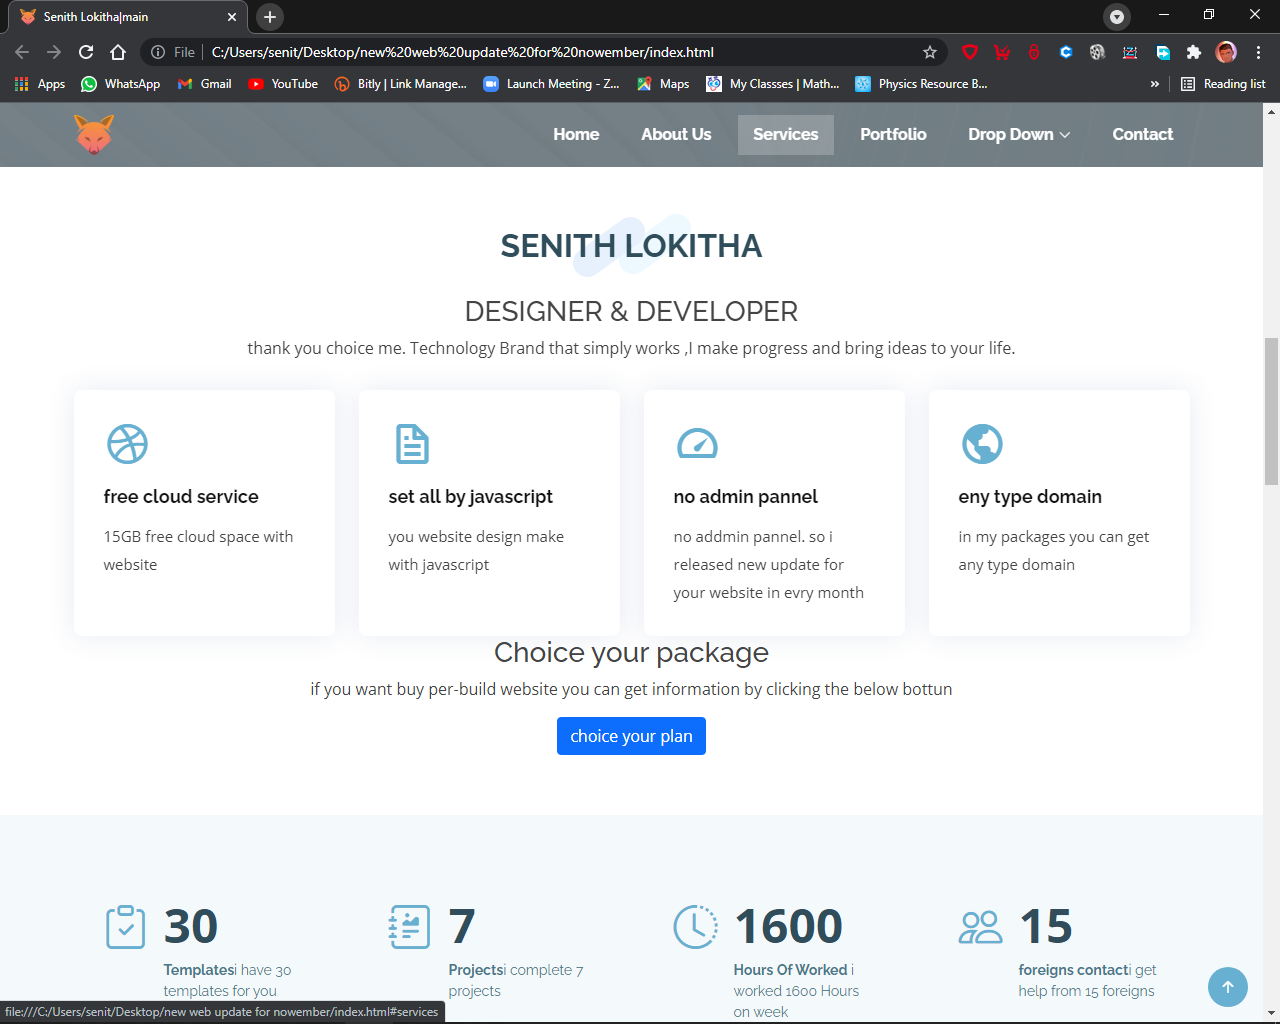 Senith Lokitha|main
File
C:/Users/senit/Desktop/new%20web%20update%20for%20nowember/index.html
Apps
WhatsApp
Gmail
YouTube
Bitly | Link Manage...
Launch Meeting - Z...
Maps
My Classses | Math...
Physics Resource B...
»
Reading list
Home
About Us
Services
Portfolio
Drop Down
Contact
SENITH LOKITHA
DESIGNER & DEVELOPER
thank you choice me. Technology Brand that simply works ,I make progress and bring ideas to your life.
free cloud service
15GB free cloud space with
website
set all by javascript
you website design make
with javascript
no admin pannel
no addmin pannel. so i
released new update for
your website in evry month
eny type domain
in my packages you can get
any type domain
Choice your package
if you want buy per-build website you can get information by clicking the below bottun
choice your plan
30
Templatesi have 30
templates for you
7
Projectsi complete 7
projects
1600
Hours Of Worked i
worked 1600 Hours
on week
15
foreigns contacti get
help from 15 foreigns
file:///C:/Users/senit/Desktop/new web update for nowember/index.html#services